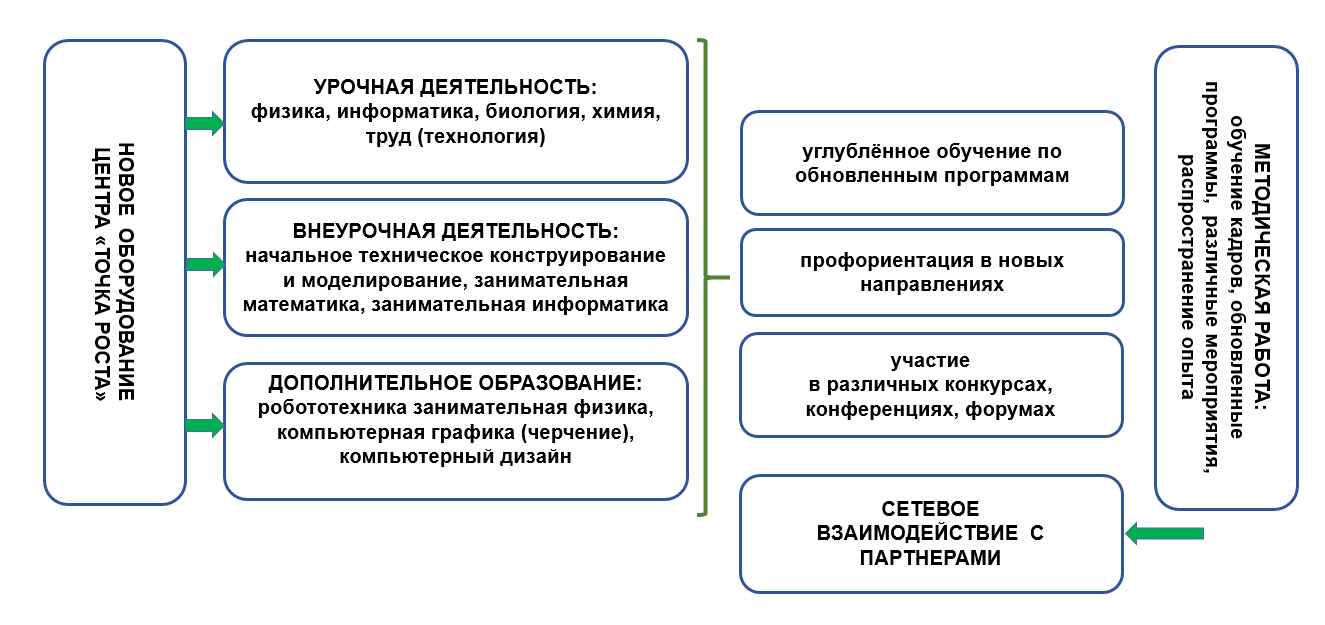 НОВОЕ ОБОРУДОВАНИЕ
ЦЕНТРА «ТОЧКА РОСТА»
УРОЧНАЯ ДЕЯТЕЛЬНОСТЬ:
физика, информатика, биология, химия,
труд (технология)
ВНЕУРОЧНАЯ ДЕЯТЕЛЬНОСТЬ:
начальное техническое конструирование
и моделирование, занимательная
математика, занимательная информатика
ДОПОЛНИТЕЛЬНОЕ ОБРАЗОВАНИЕ:
робототехника занимательная физика,
компьютерная графика (черчение),
компьютерный дизайн
углублённое обучение по
обновленным программам
профориентация в новых
направлениях
участие
в различных конкурсах,
конференциях, форумах
СЕТЕВОЕ
ВЗАИМОДЕЙСТВИЕ С
ПАРТНЕРАМИ
МЕТОДИЧЕСКАЯ РАБОТА:
обучение кадров, обновленные
программы, различные мероприятия,
распространение опыта